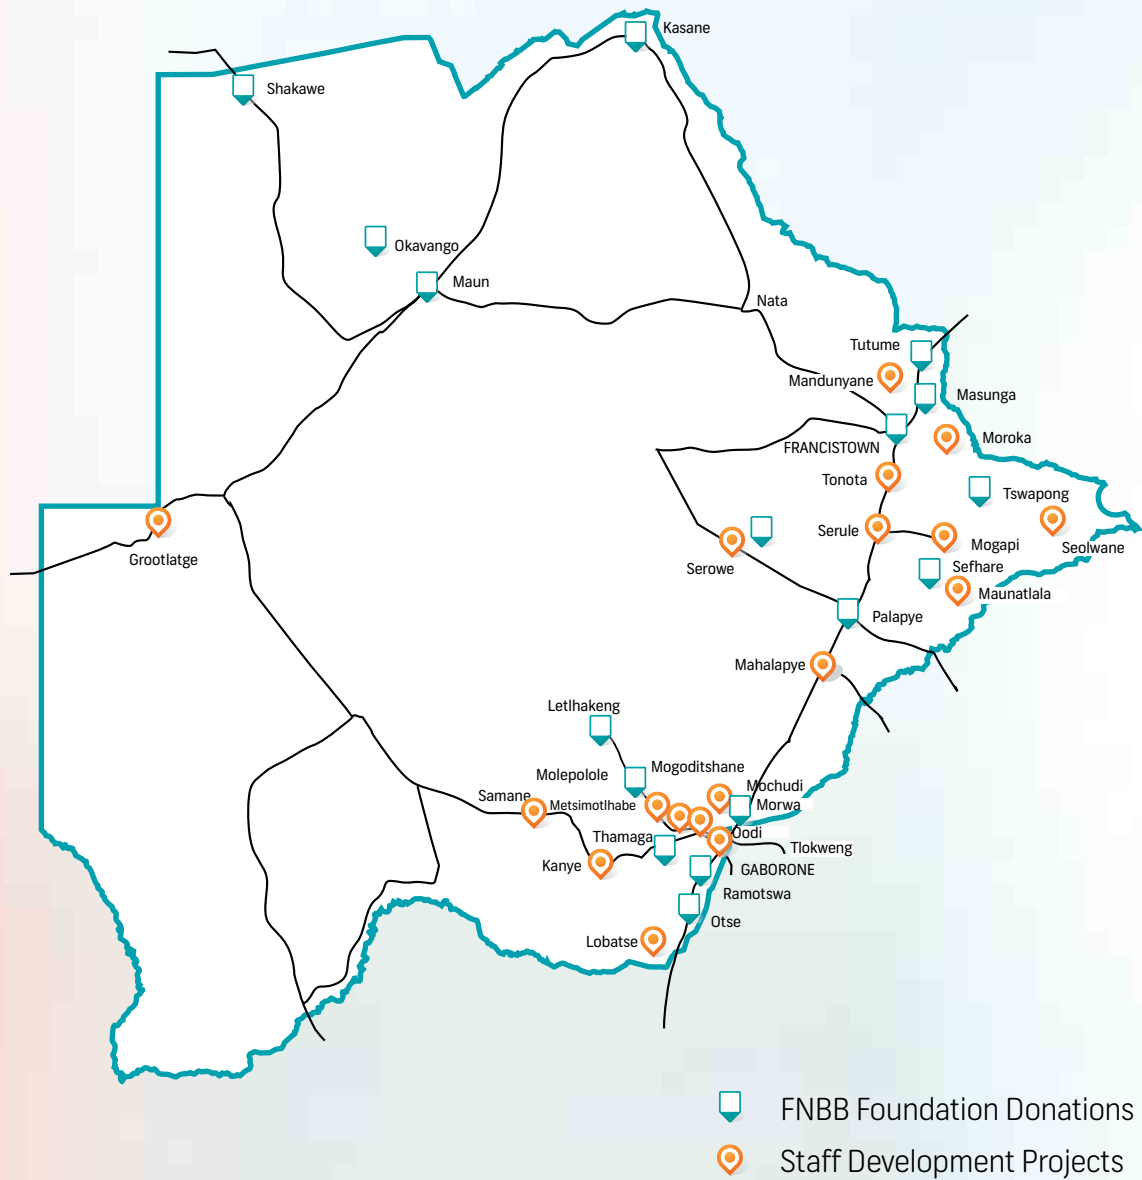 Kasane
Shakawe
Okavango
Maun
Nata
Tutume
Mandunyane
Masunga
Moroka
FRANCISTOWN
Tonota
Tswapong
Serule
Mogapi
Seolwane
Grootlatge
Serowe
Sefhare
Maunatlala
Palapye
Mahalapye
Letlhakeng
Mogoditshane
Molepolole
Mochudi
Samane
Metsimotlhabe
Morwa
Thamaga
Oodi
Tlokweng
Kanye
GABORONE
Ramotswa
Otse
Lobatse
FNBB Foundation Donations
Staff Development Projects